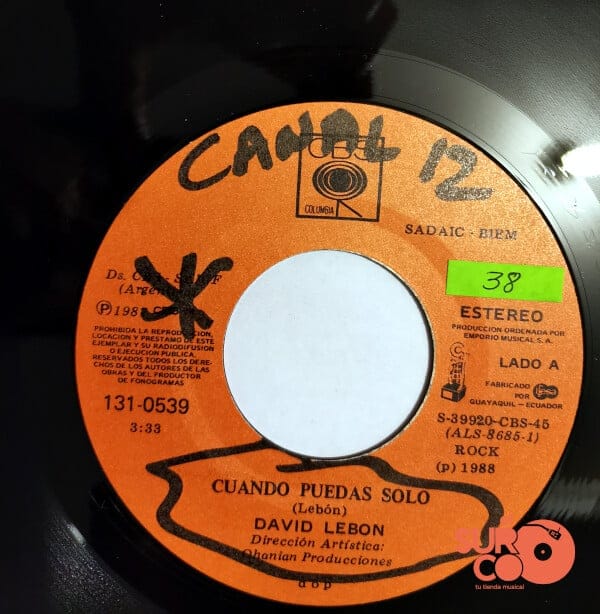 CANAL 12
CBS
COLUMBIA
SADAIC - BIEM
38
ESTEREO
PRODUCCION ORDENADA POR
EMPORIO MUSICAL S.A.
LADO A
FABRICADO
POR
GUAYAQUIL - ECUADOR
S-39920-CBS-45
(ALS-8685-1)
ROCK
(p) 1988
Ds.
PROHIBIDA LA REPRODUCCION,
LOCACION Y PRESTAMO DE ESTE
EJEMPLAR Y SU RADIODIFUSION
O EJECUCION PUBLICA.
RESERVADOS TODOS LOS DERE-
CHOS DE LOS AUTORES DE LAS
OBRAS Y DEL PRODUCTOR
DE FONOGRAMAS
131-0539
3:33
CUANDO PUEDAS SOLO
(Lebón)
DAVID LEBON
Dirección Artística:
Ohanian Producciones
dop
SURCO
tu tienda musical